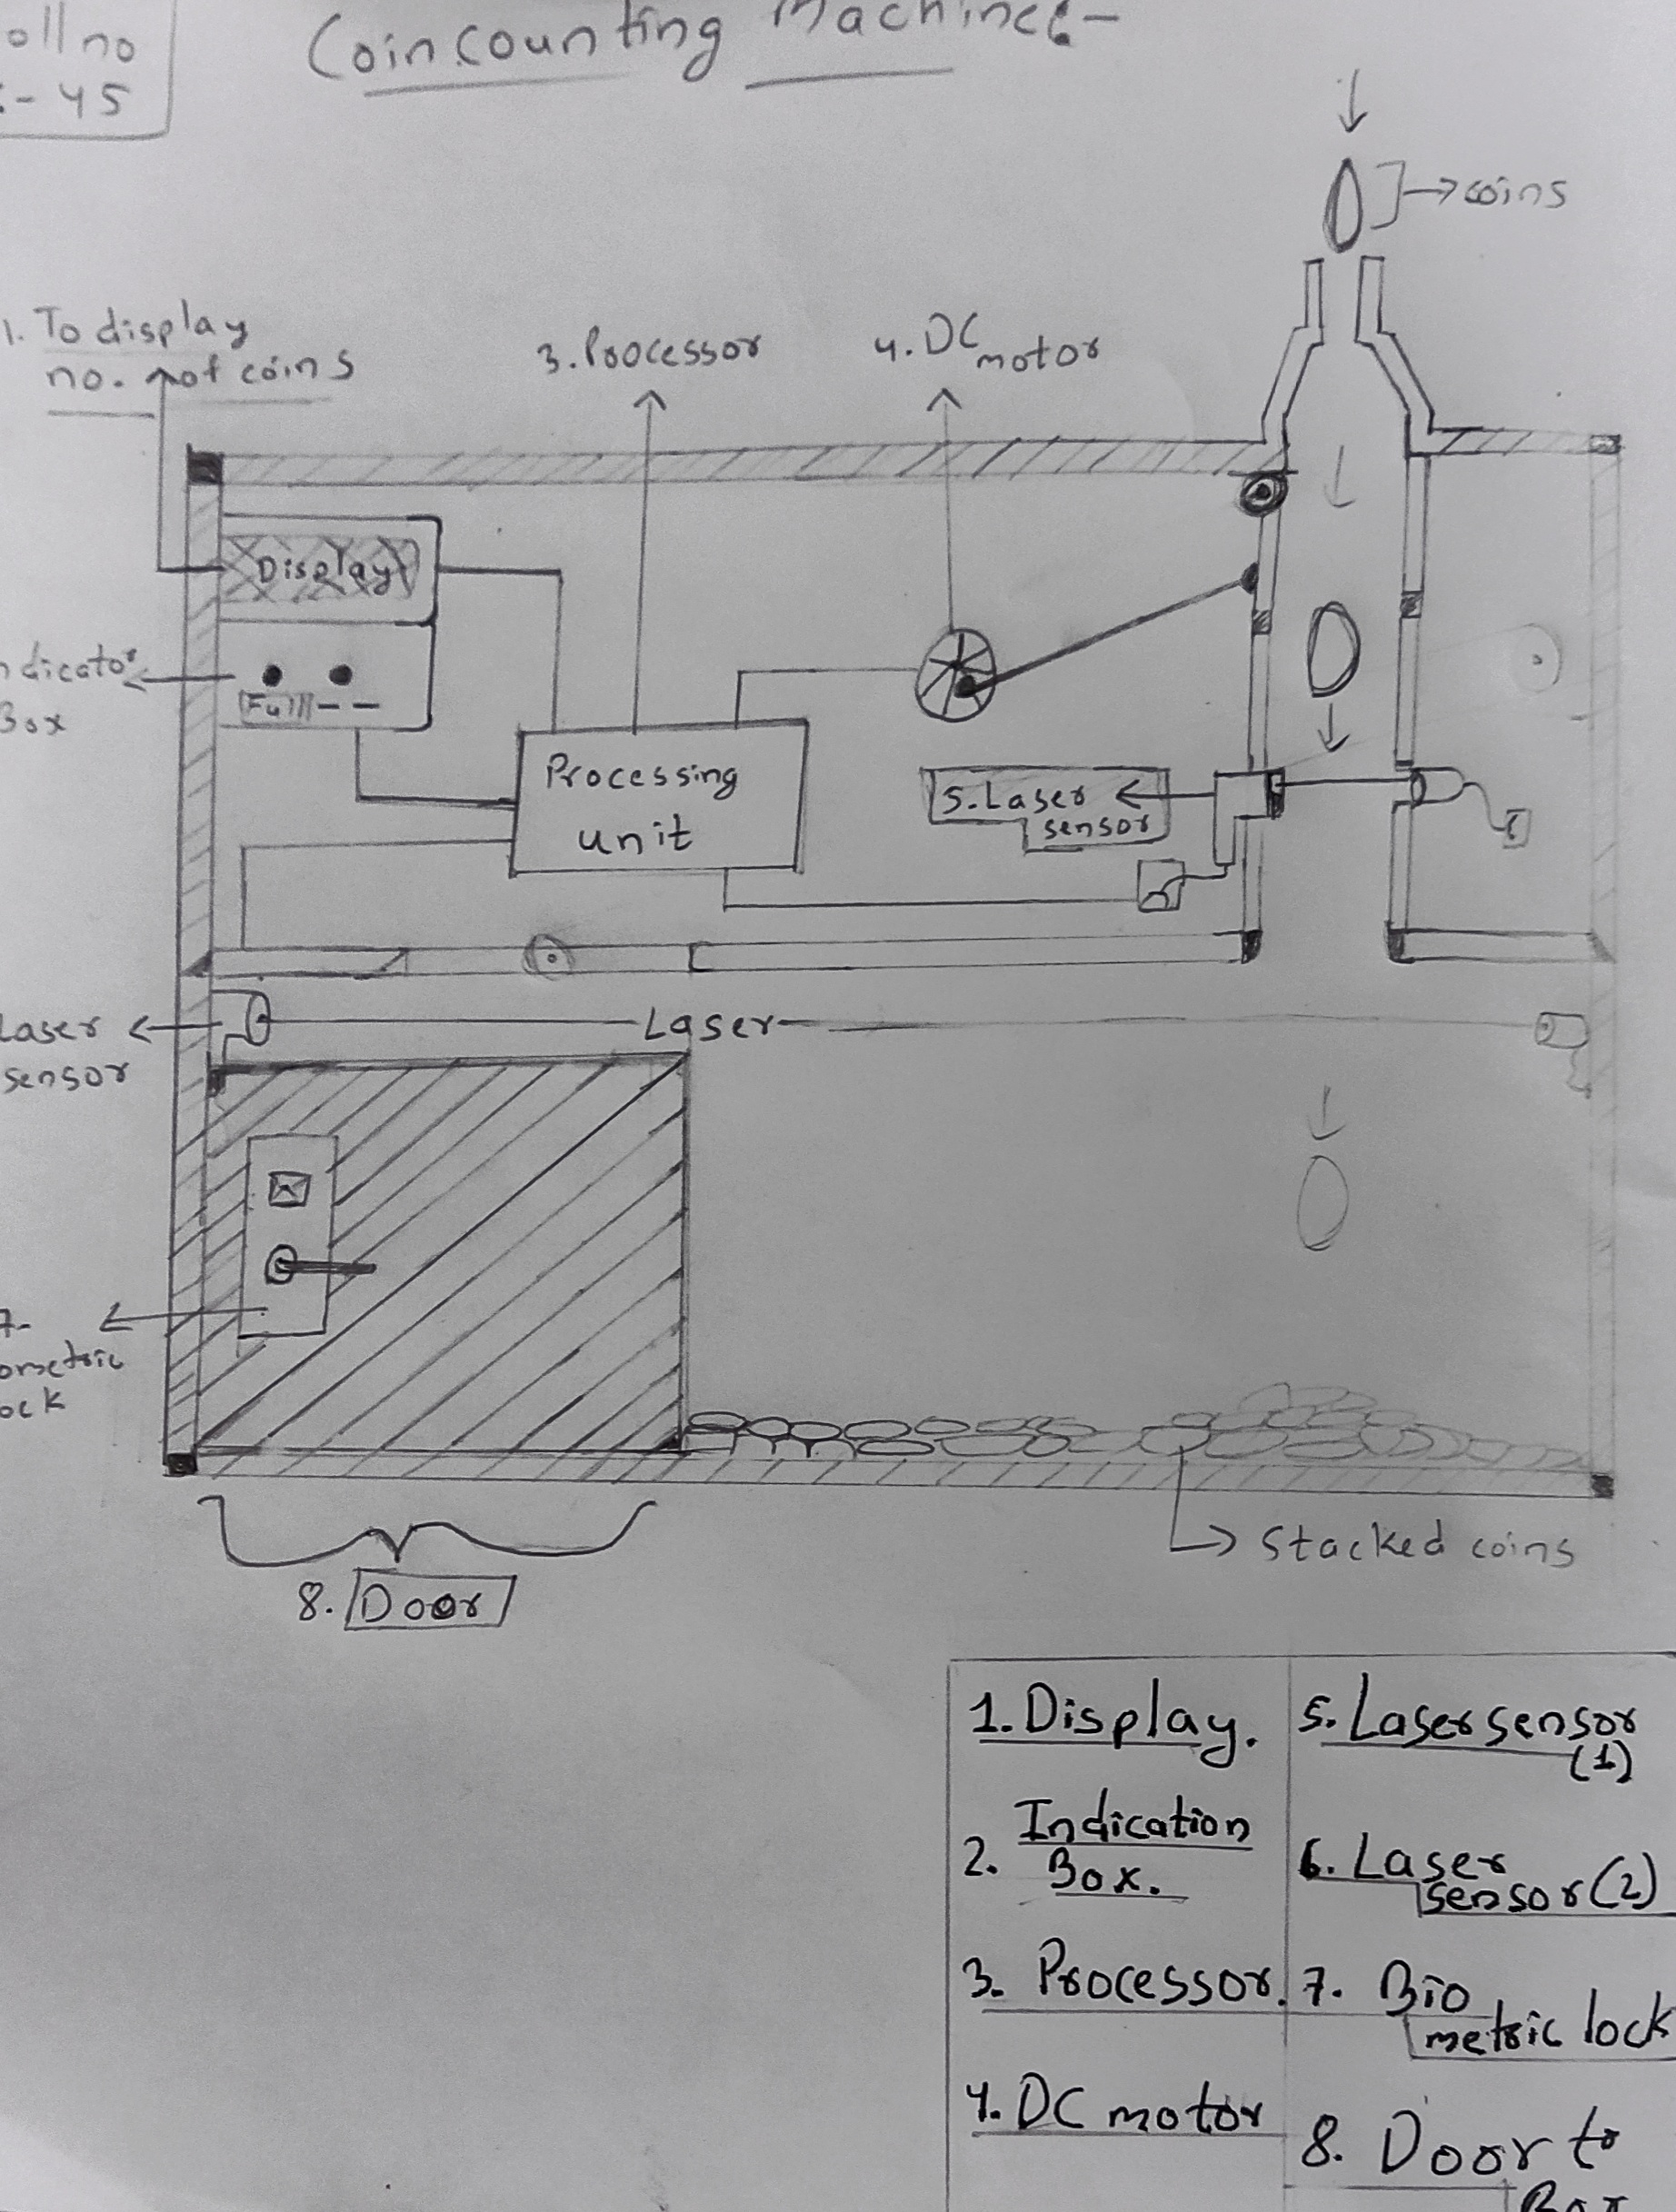 oll no
:- 45
Coin counting Machine:-
→ coins
1. To display
no. of coins
3. Processor
4. DC
motor
Display
ndicator
Box
Full -- 
Processing
unit
5. Laser
sensor
Laser
sensor
Laser
7-
ometric
ock
Stacked coins
8. Door
1. Display.
2. Indication
Box.
3. Processor.
4. DC motor
5. Laser sensor
(1)
6. Laser
sensor (2)
7. Bio
metric lock
8. Door to